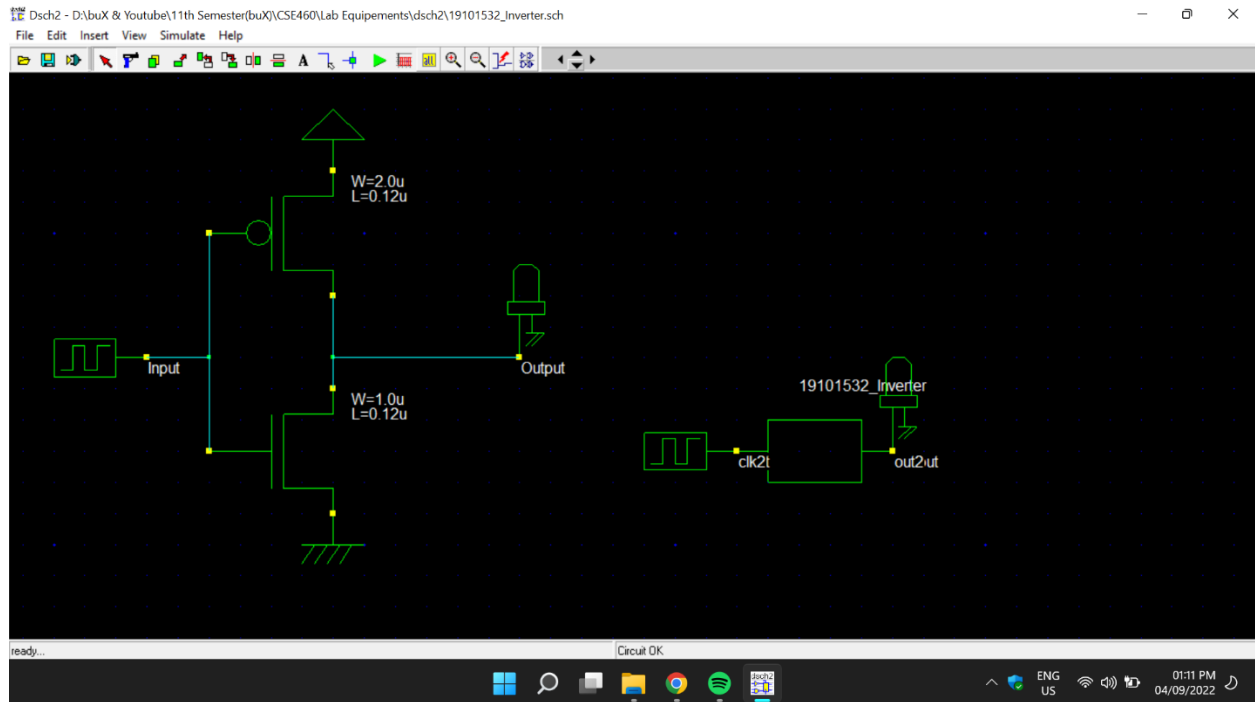 Dsch2 - D:\buX & Youtube\11th Semester(buX)\CSE460\Lab Equipements\dsch2\19101532_Inverter.sch
File Edit Insert View Simulate Help
W=2.0u
L=0.12u
Input
Output
W=1.0u
L=0.12u
19101532_Inverter
clk2t
out2ut
ready...
Circuit OK
dsch2
ENG
US
01:11 PM
04/09/2022